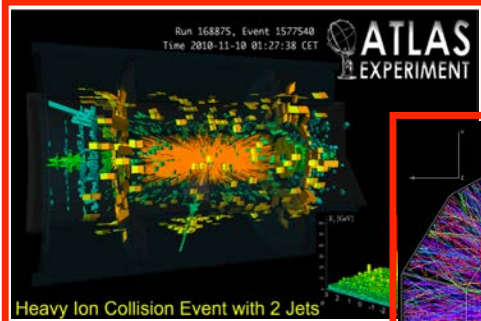 Run 168875, Event 1577540
Time 2010-11-10 01:27:38 CET
ATLAS
EXPERIMENT
Heavy Ion Collision Event with 2 Jets